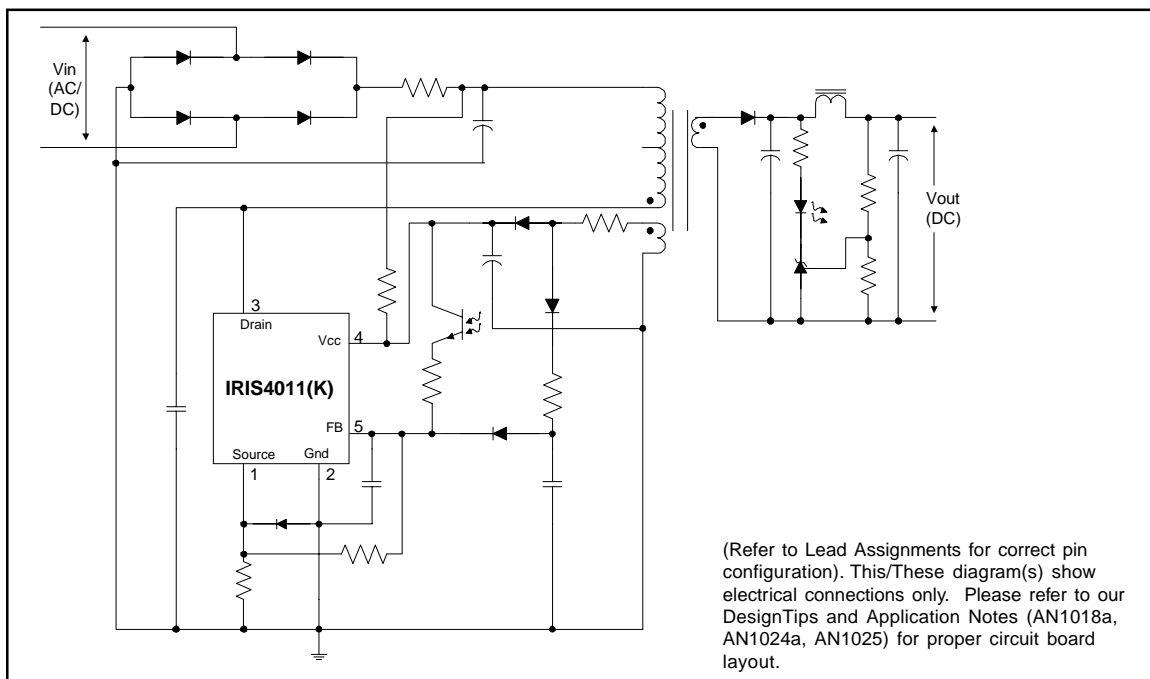 Vin
(AC/
DC)
Vout
(DC)
3
Drain
Vcc
4
IRIS4011(K)
FB
5
Source
Gnd
1
2
(Refer to Lead Assignments for correct pin
configuration). This/These diagram(s) show
electrical connections only. Please refer to our
DesignTips and Application Notes (AN1018a,
AN1024a, AN1025) for proper circuit board
layout.